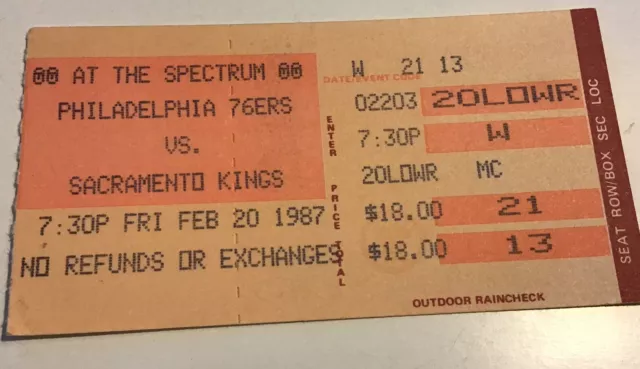 00 AT THE SPECTRUM 00
PHILADELPHIA 76ERS
VS.
SACRAMENTO KINGS
7:30P FRI FEB 20 1987
NO REFUNDS OR EXCHANGES
ENTER PRICE TOTAL
W 21 13
DATE/EVENT CODE
02203 20LOWR
7:30P W
20LOWR MC
$18.00 21
$18.00 13
OUTDOOR RAINCHECK
SEAT ROW/BOX SEC LOC